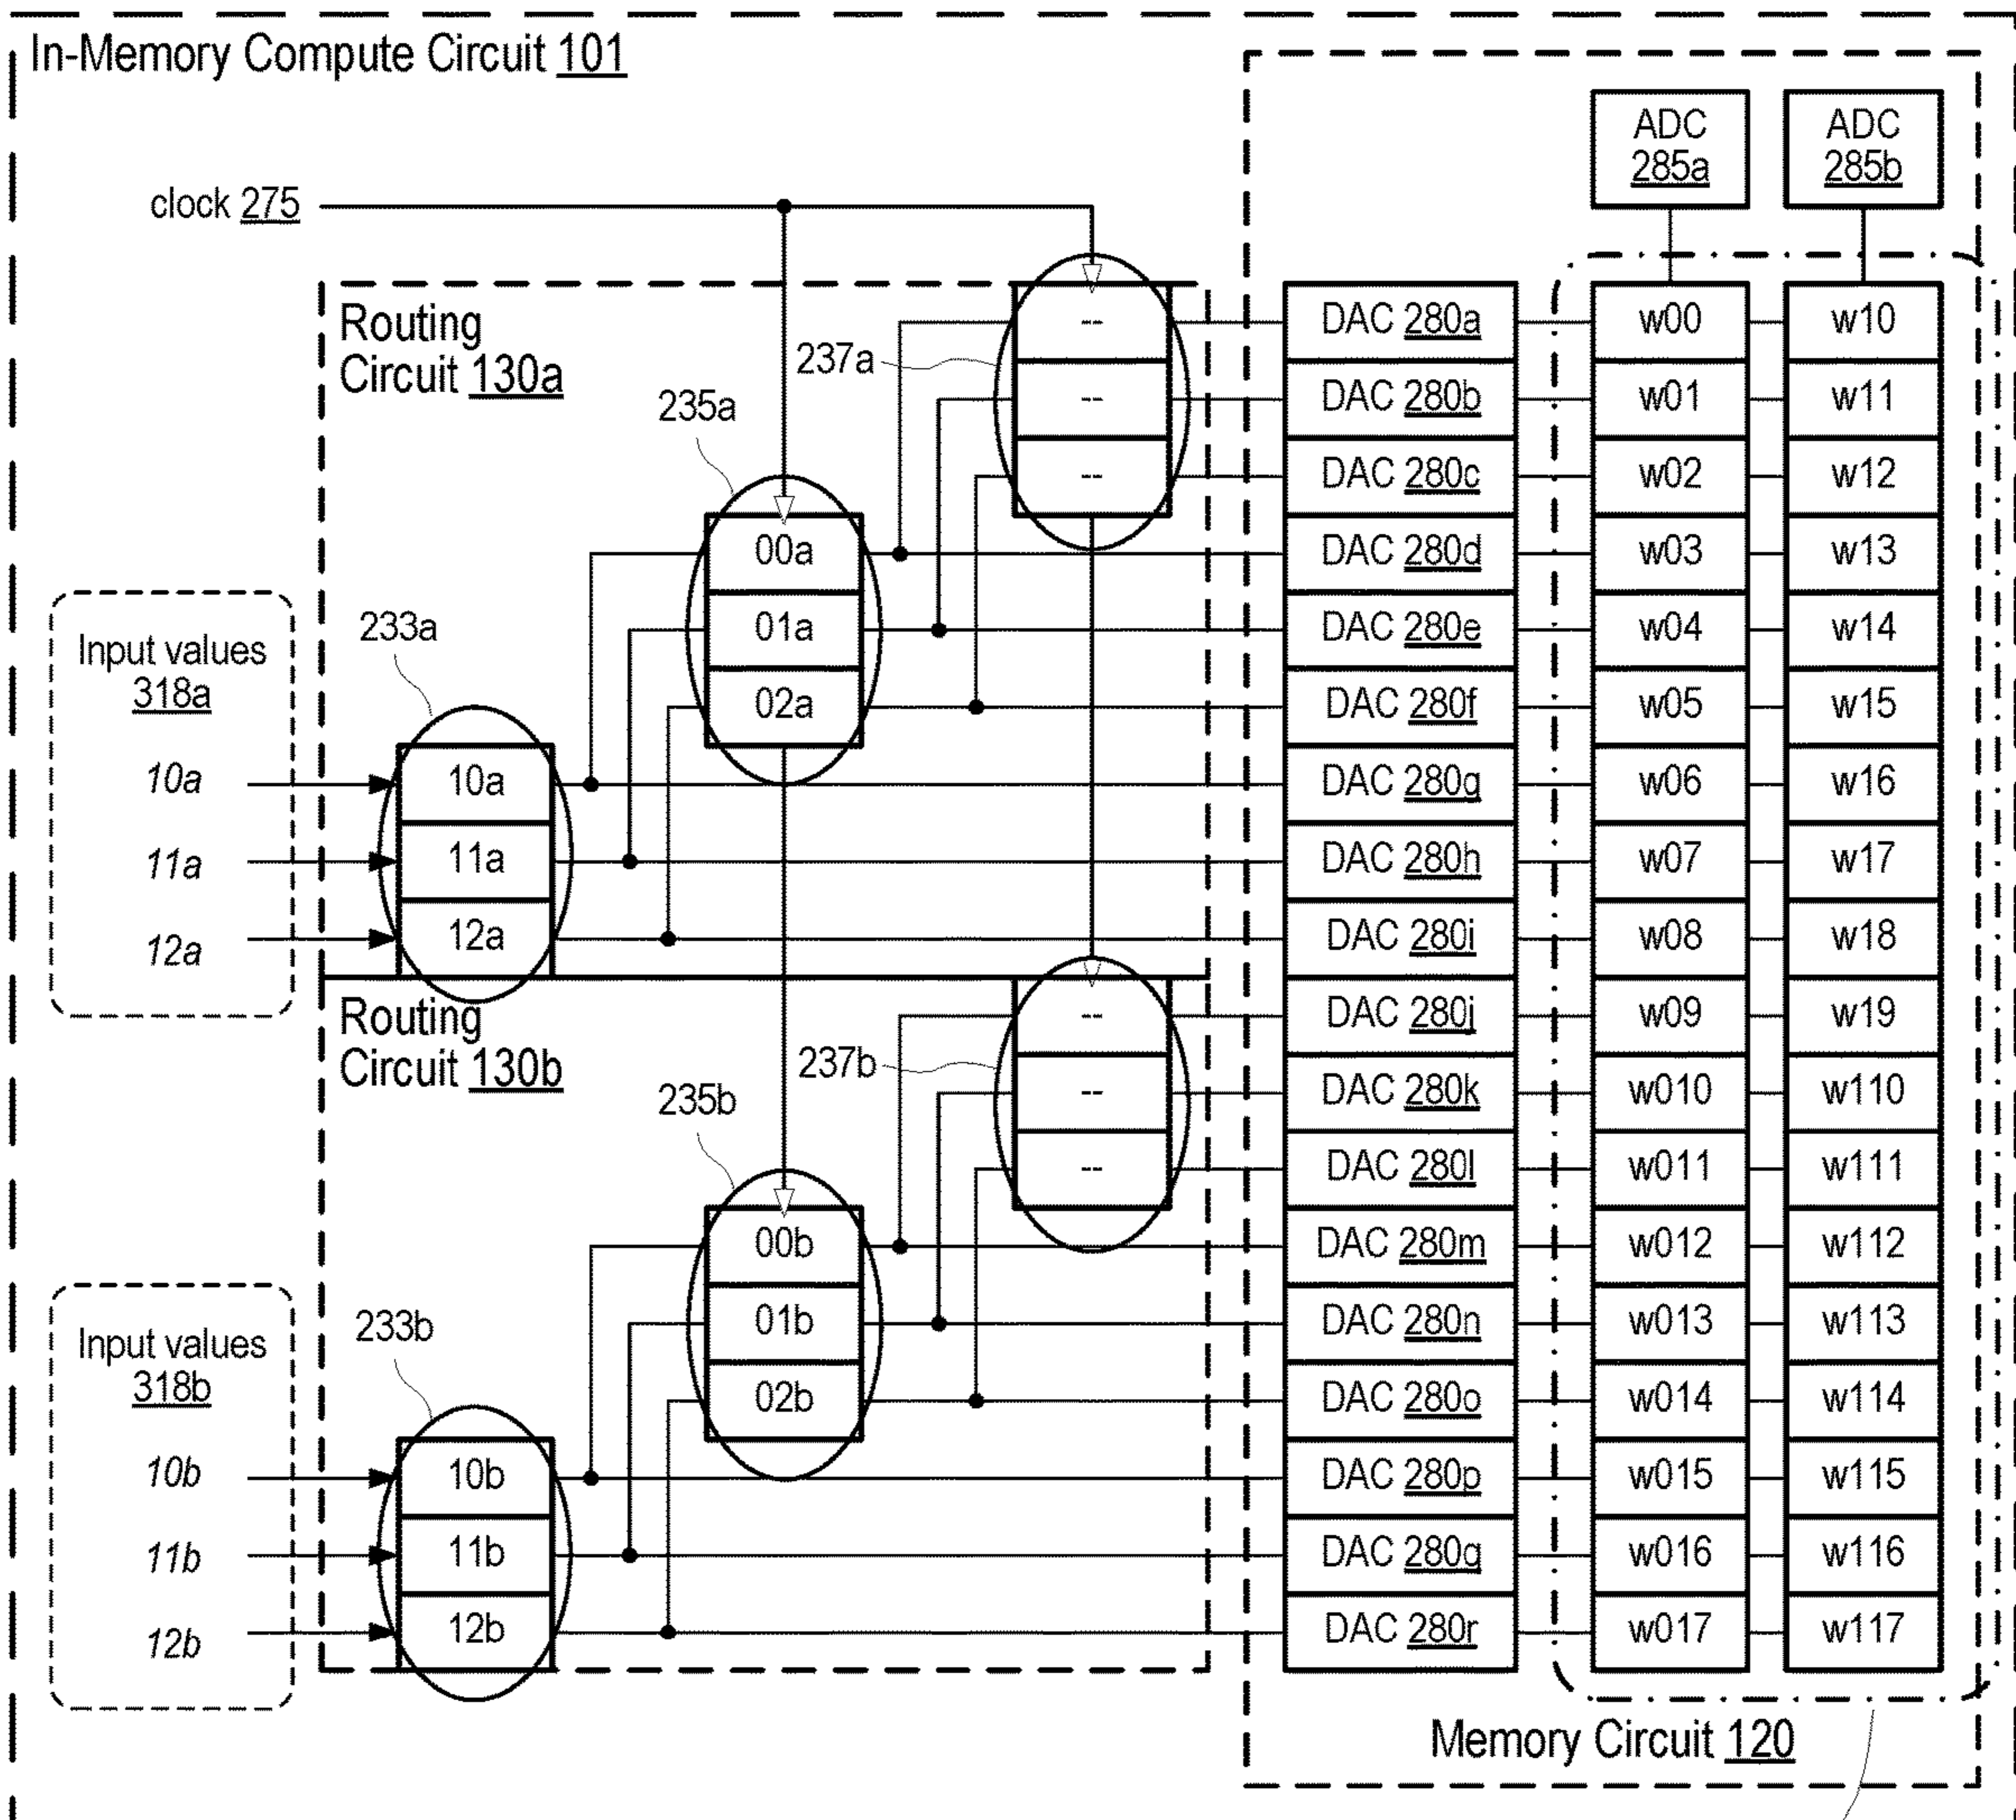 In-Memory Compute Circuit 101
clock 275
Routing
Circuit 130a
237a
235a
233a
--
--
--
00a
01a
02a
Input values
318a
10a
11a
12a
10a
11a
12a
Routing
Circuit 130b
237b
235b
233b
--
--
--
00b
01b
02b
Input values
318b
10b
11b
12b
10b
11b
12b
ADC
285a
ADC
285b
DAC 280a w00 w10
DAC 280b w01 w11
DAC 280c w02 w12
DAC 280d w03 w13
DAC 280e w04 w14
DAC 280f w05 w15
DAC 280g w06 w16
DAC 280h w07 w17
DAC 280i w08 w18
DAC 280j w09 w19
DAC 280k w010 w110
DAC 280l w011 w111
DAC 280m w012 w112
DAC 280n w013 w113
DAC 280o w014 w114
DAC 280p w015 w115
DAC 280q w016 w116
DAC 280r w017 w117
Memory Circuit 120